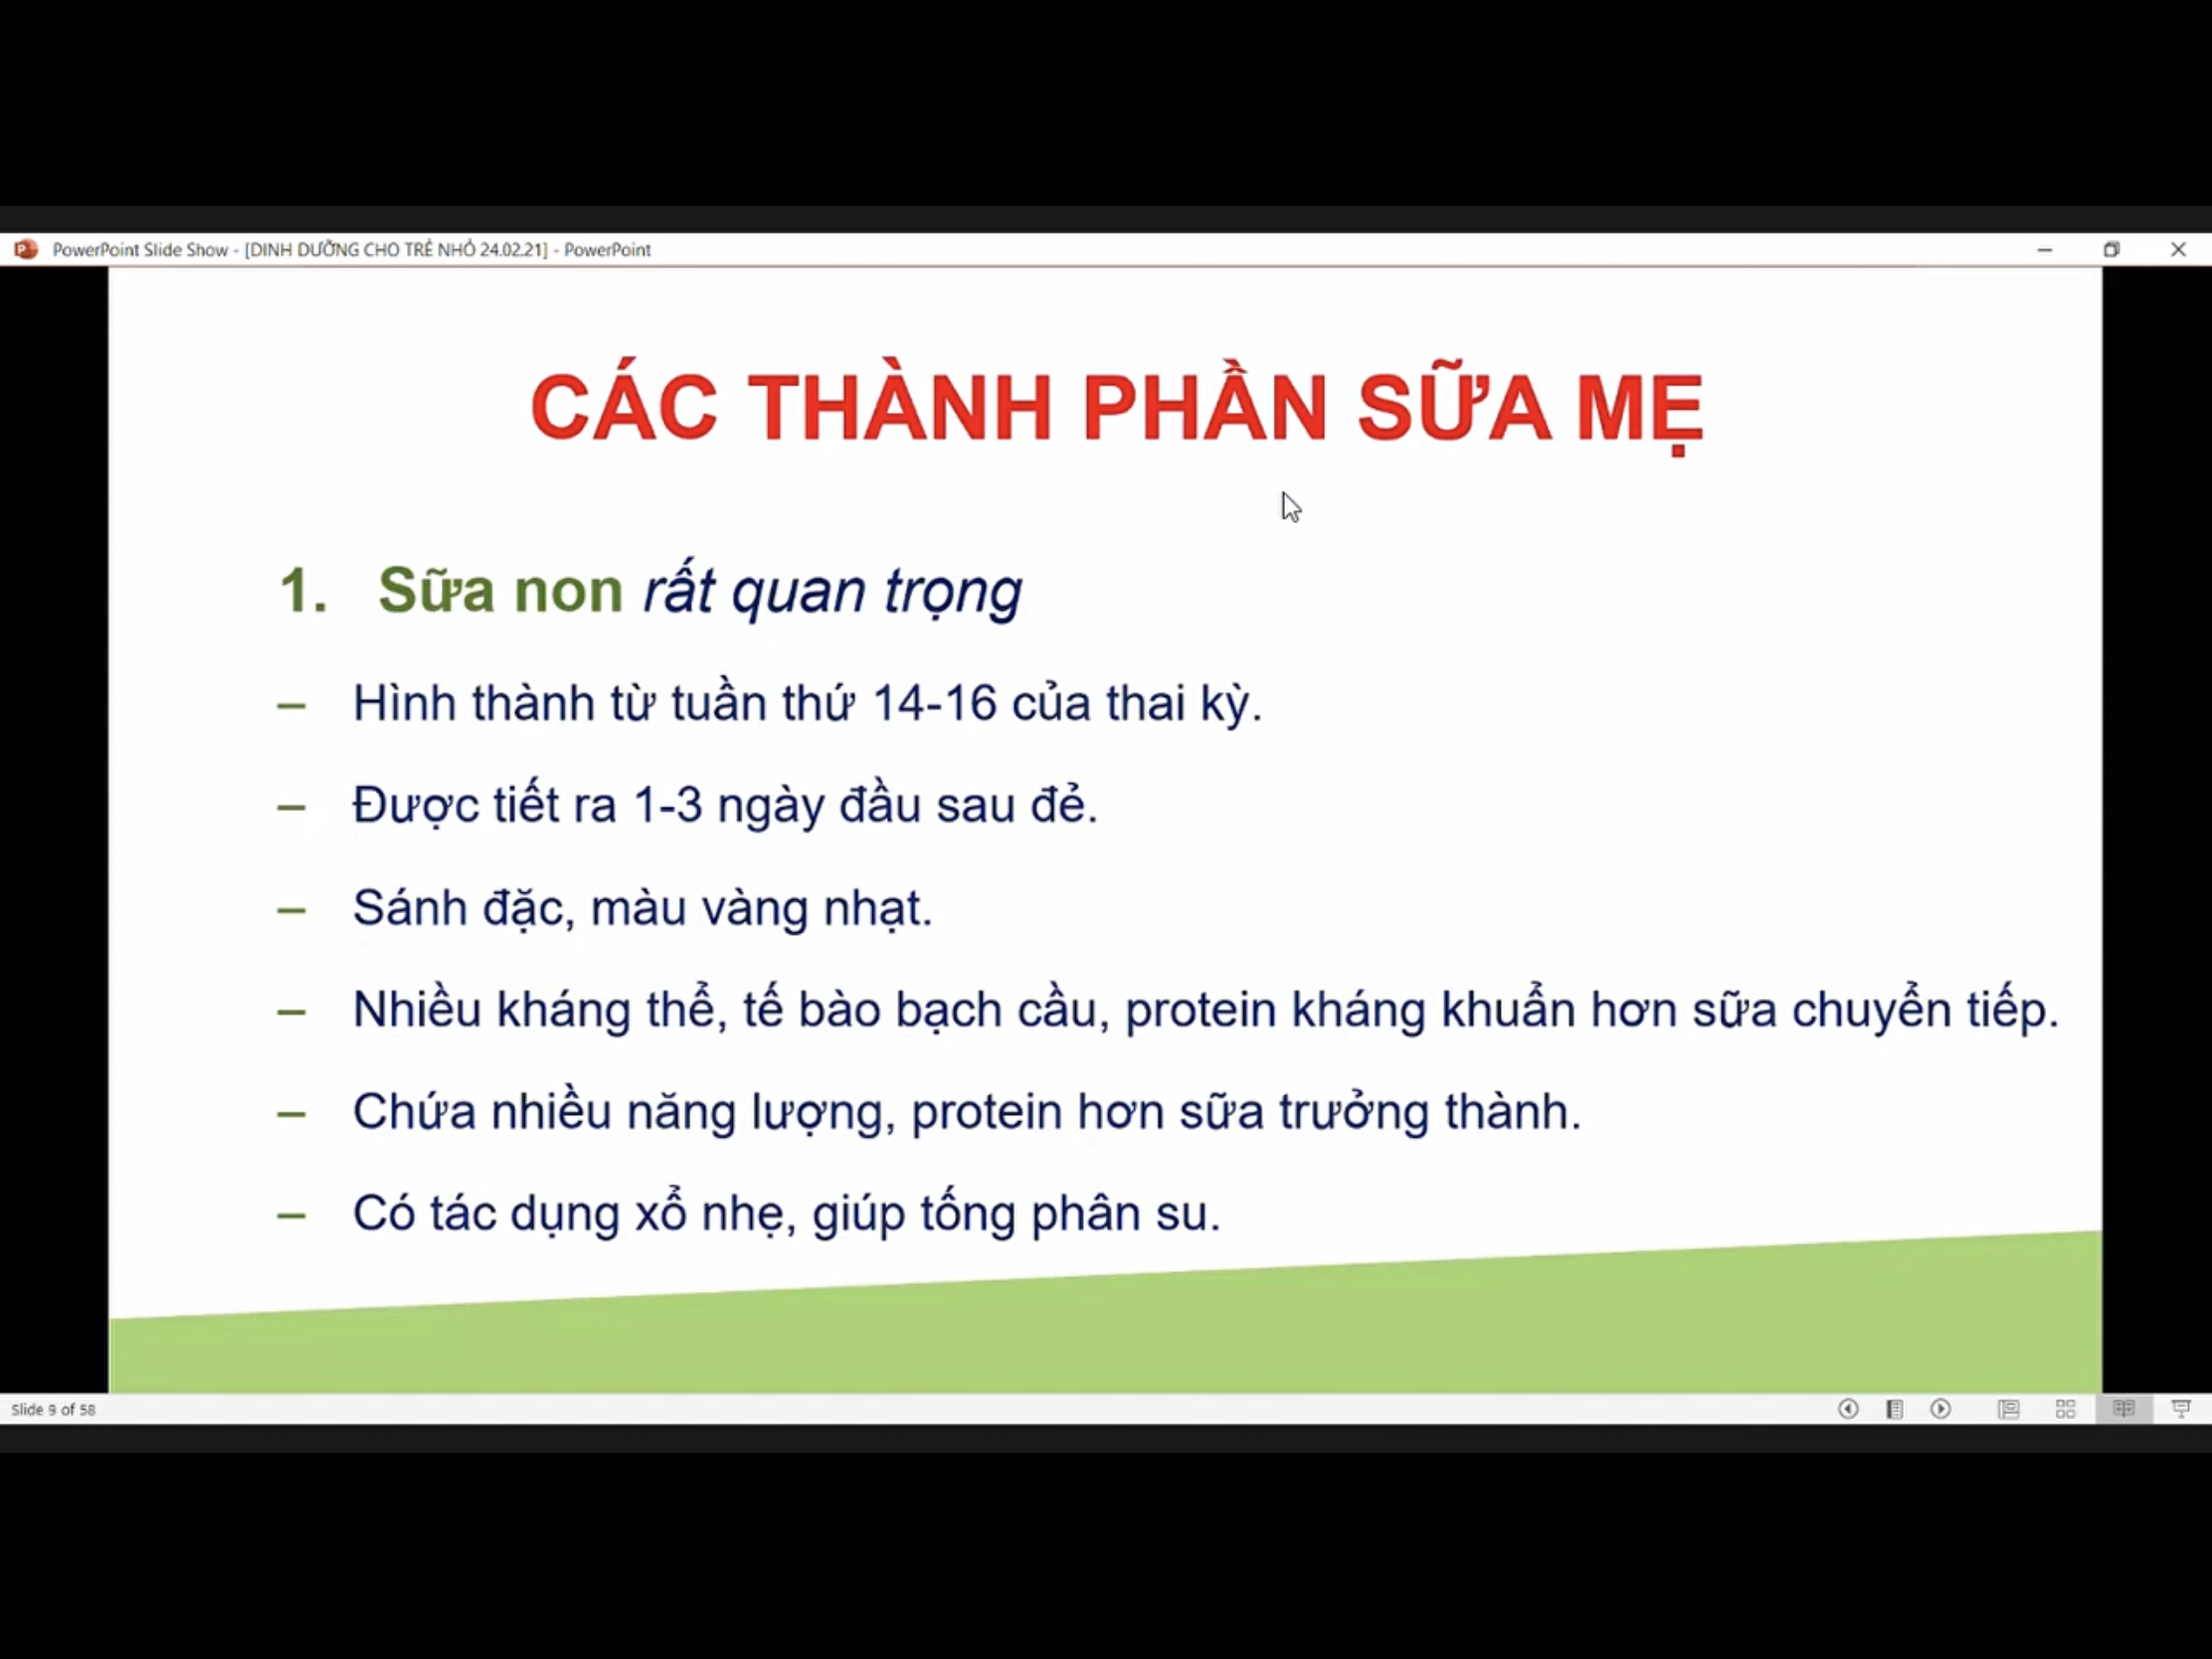 PowerPoint Slide Show - [DINH DƯỠNG CHO TRẺ NHỎ 24.02.21] - PowerPoint
CÁC THÀNH PHẦN SỮA MẸ
1. Sữa non rất quan trọng
– Hình thành từ tuần thứ 14-16 của thai kỳ.
– Được tiết ra 1-3 ngày đầu sau đẻ.
– Sánh đặc, màu vàng nhạt.
– Nhiều kháng thể, tế bào bạch cầu, protein kháng khuẩn hơn sữa chuyển tiếp.
– Chứa nhiều năng lượng, protein hơn sữa trưởng thành.
– Có tác dụng xổ nhẹ, giúp tống phân su.
Slide 9 of 58